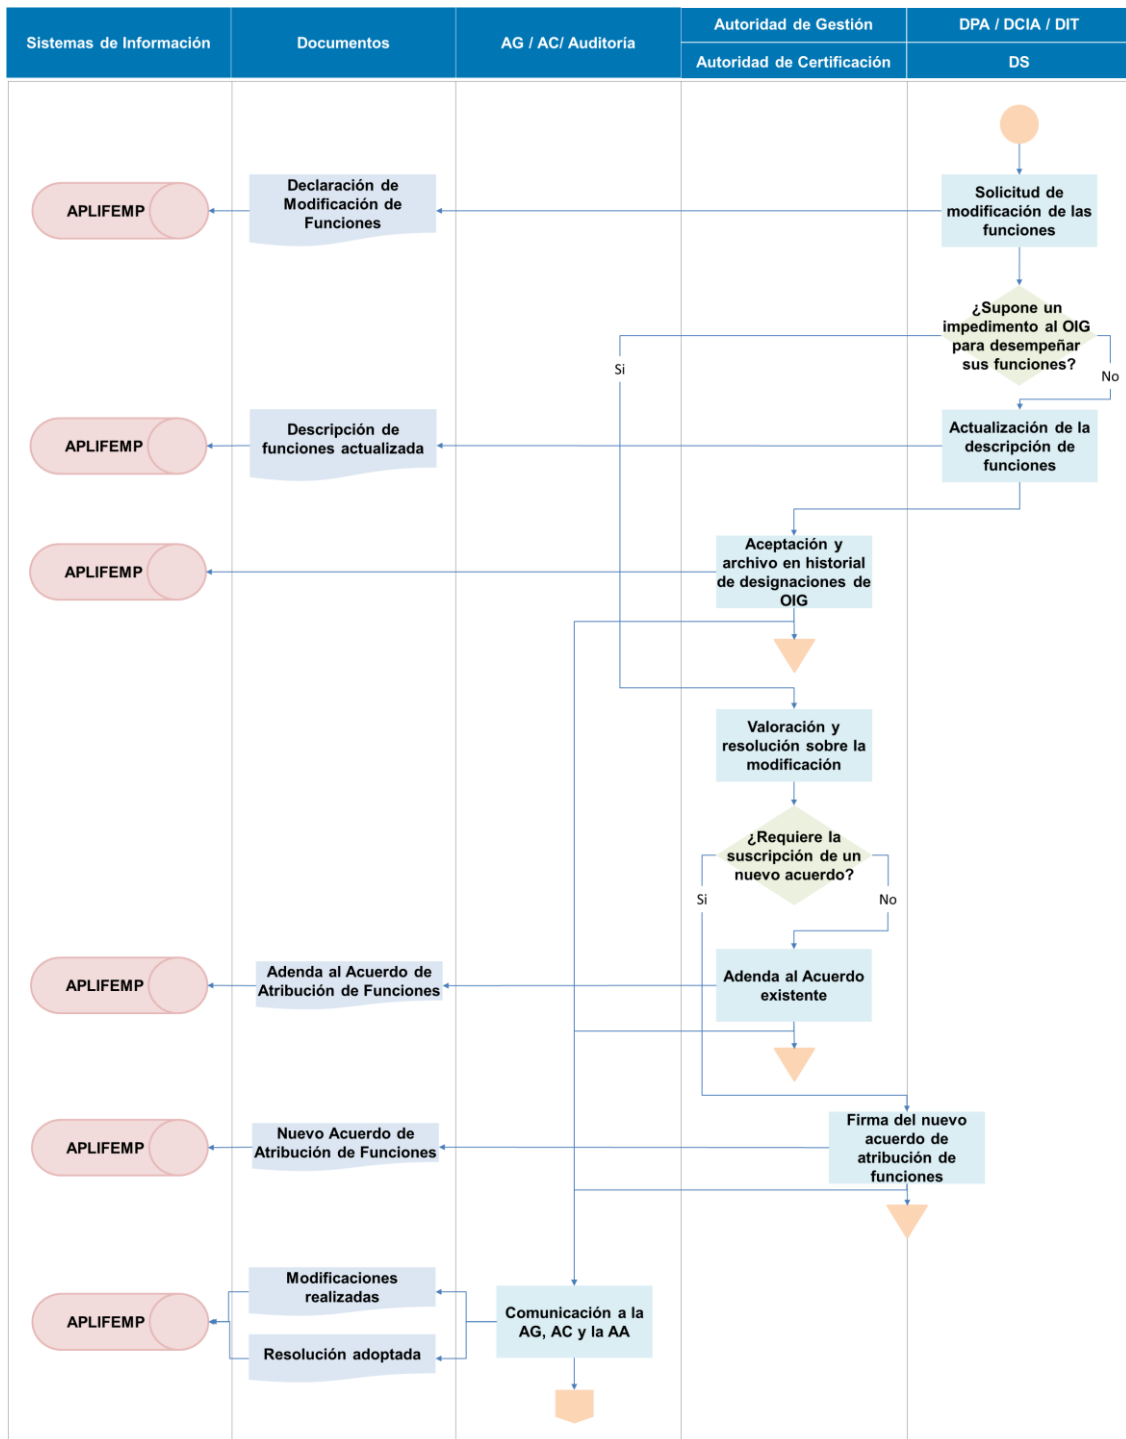 Sistemas de Información
Documentos
AG / AC/ Auditoría
Autoridad de Gestión
Autoridad de Certificación
DPA / DCIA / DIT
DS
APLIFEMP
Declaración de
Modificación de
Funciones
Solicitud de
modificación de las
funciones
¿Supone un
impedimento al OIG
para desempeñar
sus funciones?
Si
No
APLIFEMP
Descripción de
funciones actualizada
Actualización de la
descripción de
funciones
APLIFEMP
Aceptación y
archivo en historial
de designaciones de
OIG
Valoración y
resolución sobre la
modificación
¿Requiere la
suscripción de un
nuevo acuerdo?
Si
No
APLIFEMP
Adenda al Acuerdo de
Atribución de Funciones
Adenda al Acuerdo
existente
APLIFEMP
Nuevo Acuerdo de
Atribución de Funciones
Firma del nuevo
acuerdo de
atribución de
funciones
APLIFEMP
Modificaciones
realizadas
Resolución adoptada
Comunicación a la
AG, AC y la AA